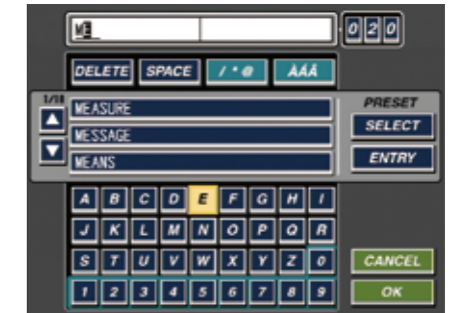 ME_ 020
DELETE SPACE / * @ ÀÁÂ
1/18 PRESET
MEASURE SELECT
MESSAGE
MEANS ENTRY
A B C D E F G H I
J K L M N O P Q R
S T U V W X Y Z 0 CANCEL
1 2 3 4 5 6 7 8 9 OK